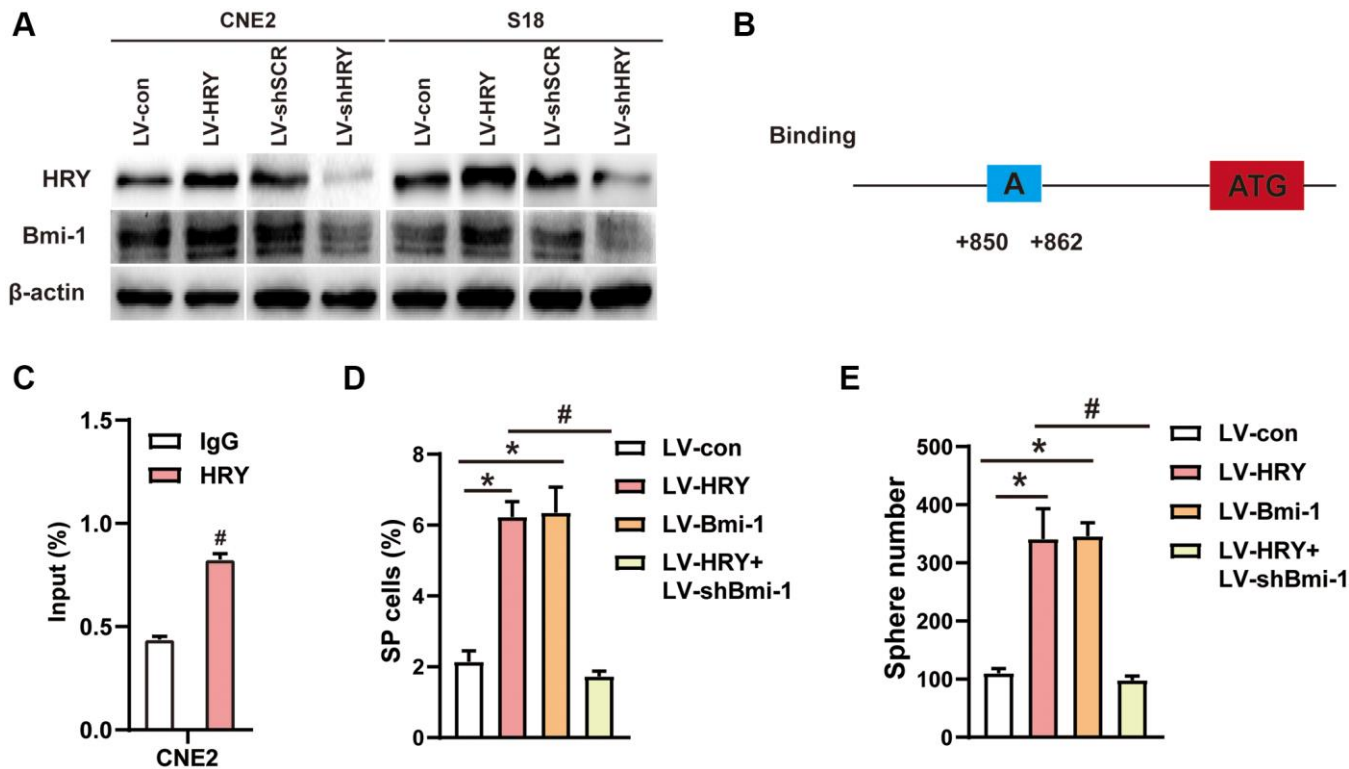 A
CNE2
S18
LV-con
LV-HRY
LV-shSCR
LV-shHRY
LV-con
LV-HRY
LV-shSCR
LV-shHRY
HRY
Bmi-1
β-actin
B
Binding
A
ATG
+850
+862
C
Input (%)
1.5
1.0
0.5
0.0
IgG
HRY
#
CNE2
D
SP cells (%)
8
6
4
2
0
*
*
#
LV-con
LV-HRY
LV-Bmi-1
LV-HRY+
LV-shBmi-1
E
Sphere number
500
400
300
200
100
0
*
*
#
LV-con
LV-HRY
LV-Bmi-1
LV-HRY+
LV-shBmi-1